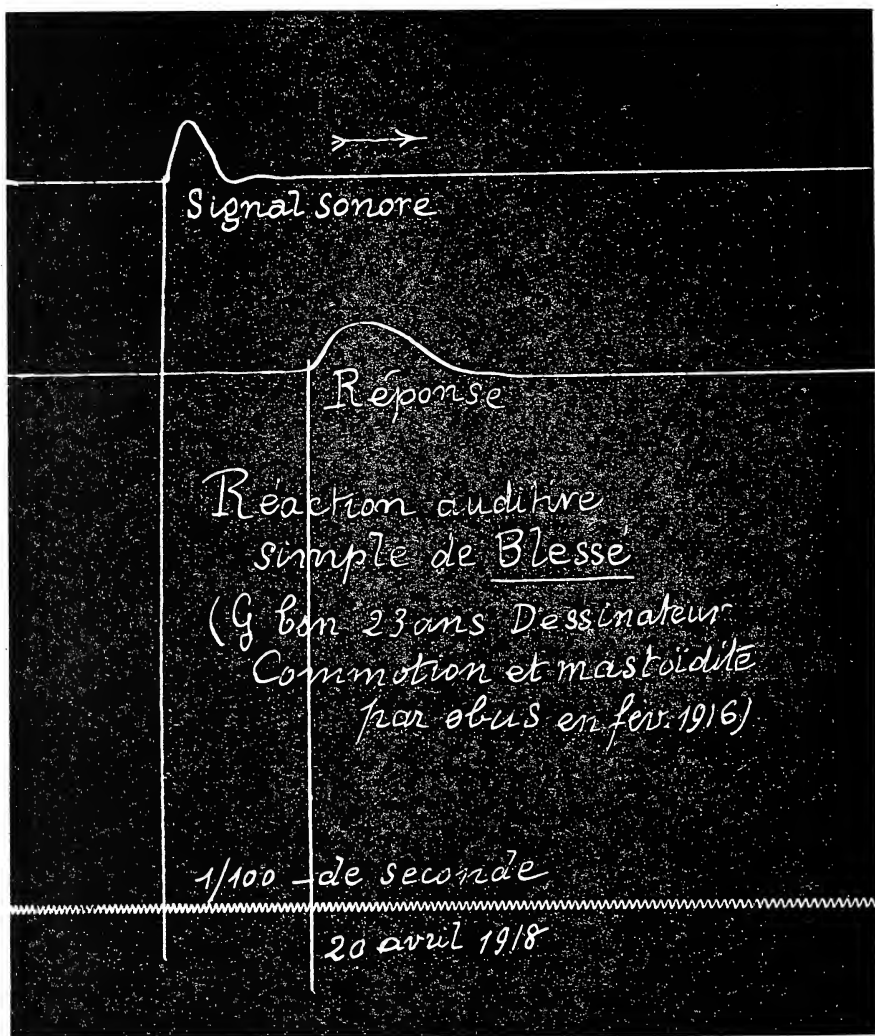 Signal sonore
Réponse
Réaction auditive
simple de Blessé
(G 23 ans Dessinateur
Commotion et mastoïdite
par obus en fév. 1916)
1/100 de seconde
20 avril 1918